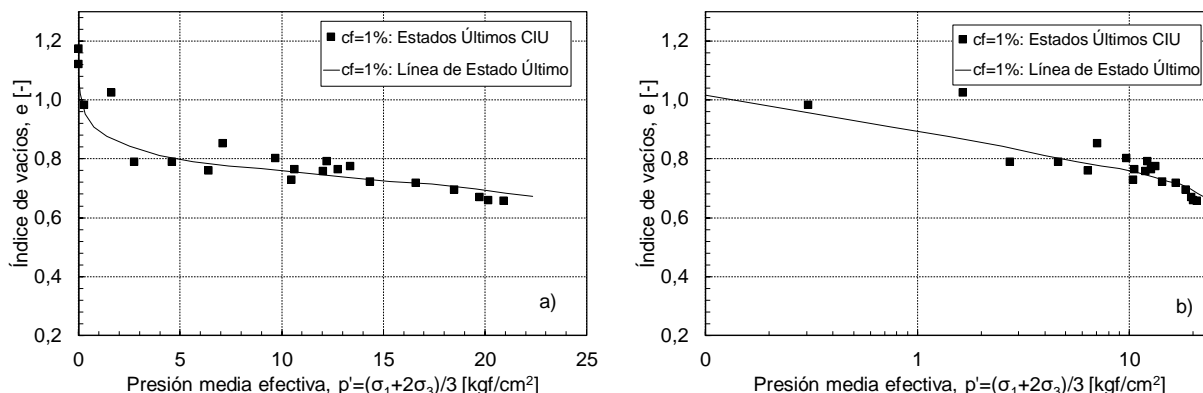 1,2
1,0
0,8
0,6
0,4
0,2
Índice de vacíos, e [-]
cf=1%: Estados Últimos CIU
cf=1%: Línea de Estado Último
a)
0 5 10 15 20 25
Presión media efectiva, p'=(σ1+2σ3)/3 [kgf/cm²]
1,2
1,0
0,8
0,6
0,4
0,2
Índice de vacíos, e [-]
cf=1%: Estados Últimos CIU
cf=1%: Línea de Estado Último
b)
0 1 10
Presión media efectiva, p'=(σ1+2σ3)/3 [kgf/cm²]